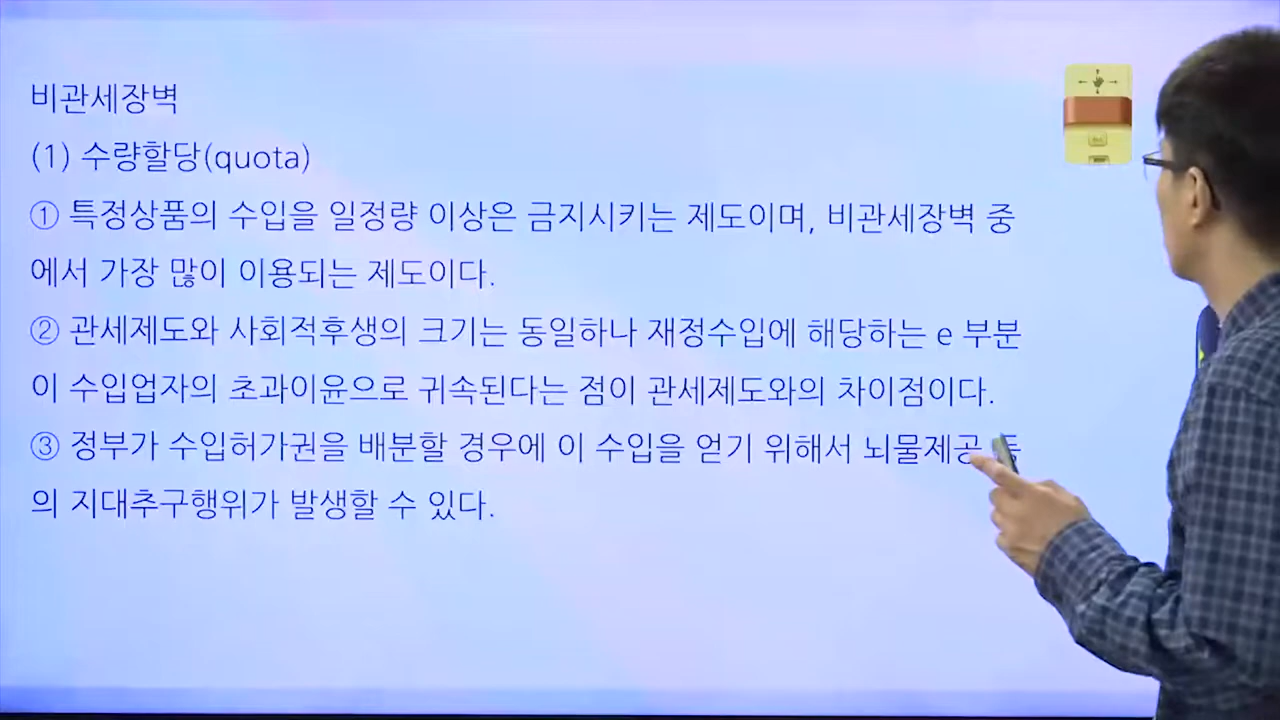 비관세장벽
(1) 수량할당(quota)
① 특정상품의 수입을 일정량 이상은 금지시키는 제도이며, 비관세장벽 중
에서 가장 많이 이용되는 제도이다.
② 관세제도와 사회적후생의 크기는 동일하나 재정수입에 해당하는 e 부분
이 수입업자의 초과이윤으로 귀속된다는 점이 관세제도와의 차이점이다.
③ 정부가 수입허가권을 배분할 경우에 이 수입을 얻기 위해서 뇌물제공
의 지대추구행위가 발생할 수 있다.